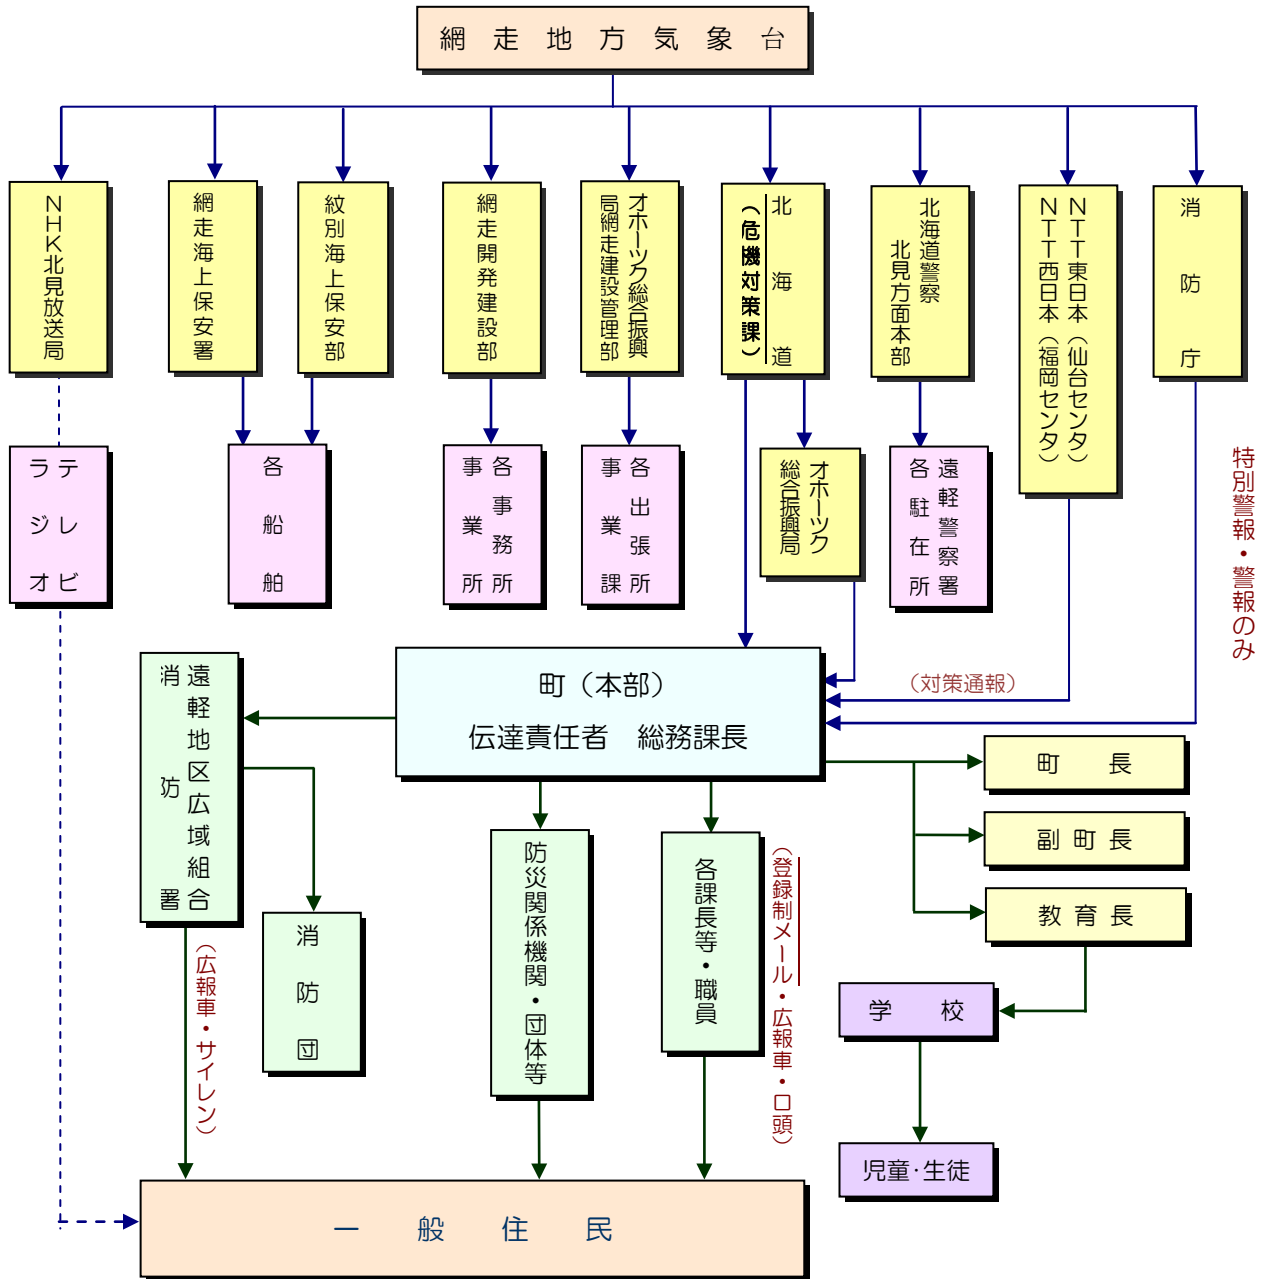 網走地方気象台
NHK北見放送局
網走海上保安署
紋別海上保安部
網走開発建設部
オホーツク総合振興
局網走建設管理部
北海道
（危機対策課）
北海道警察
北見方面本部
NTT東日本（仙台センタ）
NTT西日本（福岡センタ）
消防庁
特別警報・警報のみ
テレビ
ラジオ
各船舶
各事務所
事業所
各出張所
事業課
オホーツク
総合振興局
遠軽警察署
各駐在所
町（本部）
伝達責任者　総務課長
（対策通報）
遠軽地区広域組合
消防署
消防団
（広報車・サイレン）
防災関係機関・団体等
各課長等・職員
（登録制メール・広報車・口頭）
町長
副町長
教育長
学校
児童・生徒
一般住民